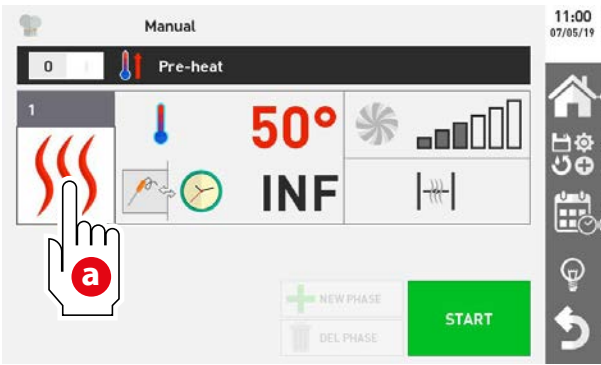 Manual
11:00
07/05/19
0
Pre-heat
1
50°
INF
a
NEW PHASE
DEL PHASE
START